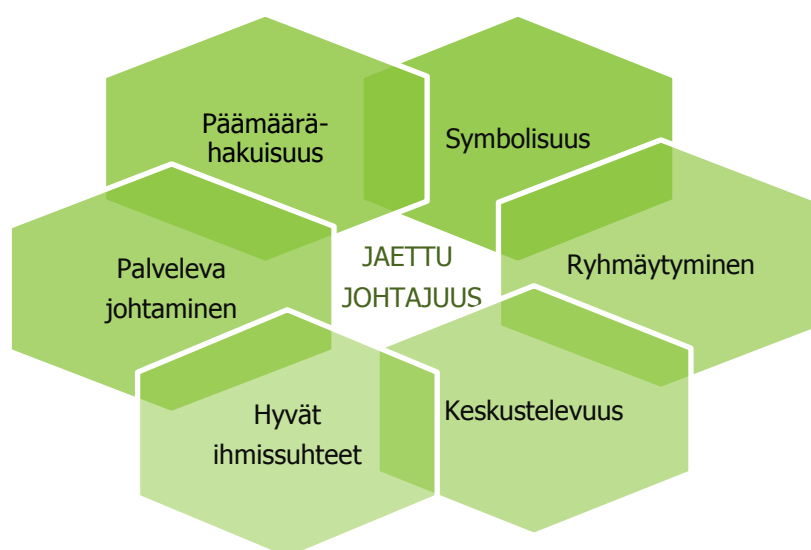 Päämäärä-
hakuisuus
Symbolisuus
Palveleva
johtaminen
JAETTU
JOHTAJUUS
Ryhmäytyminen
Hyvät
ihmissuhteet
Keskustelevuus